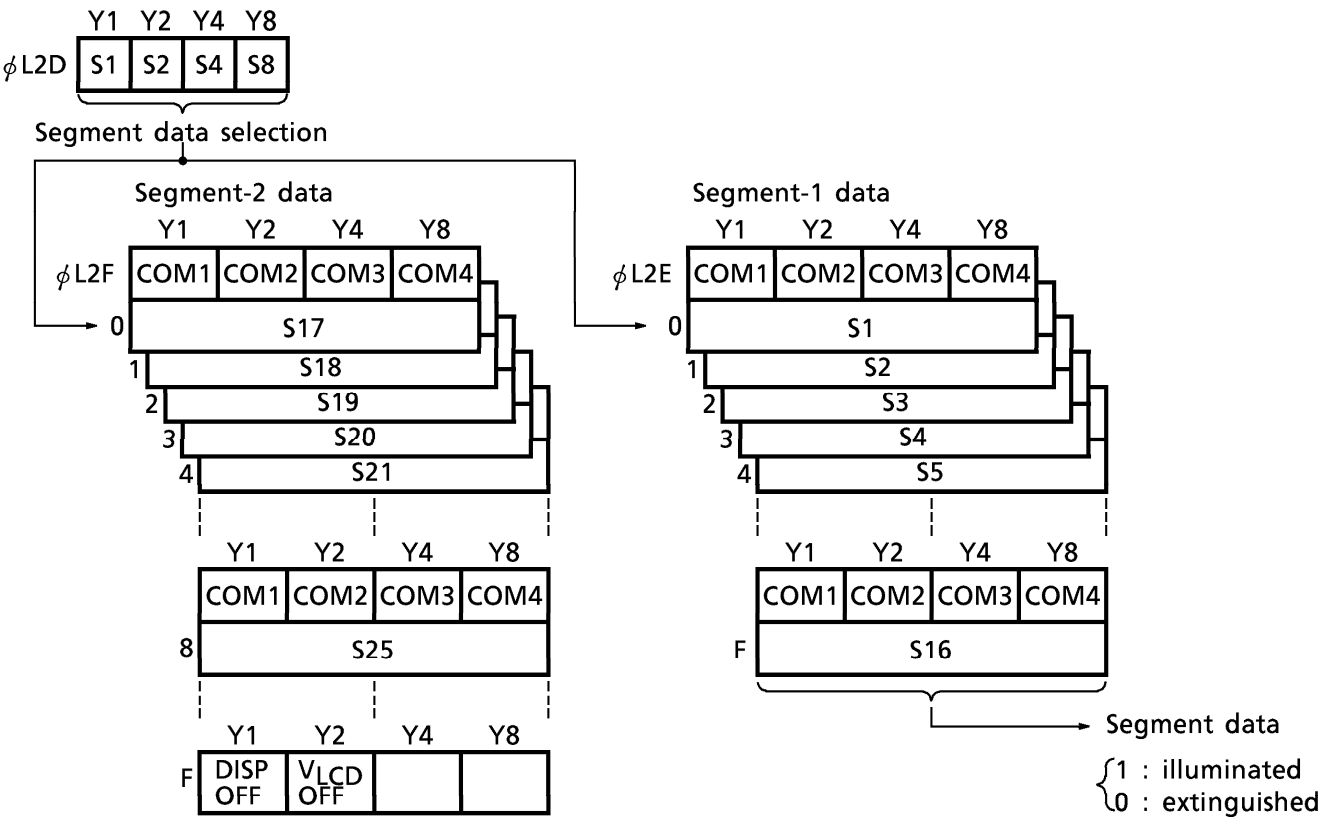 Y1 Y2 Y4 Y8
ϕL2D S1 S2 S4 S8
Segment data selection
Segment-2 data
Y1 Y2 Y4 Y8
ϕL2F COM1 COM2 COM3 COM4
0 S17
1 S18
2 S19
3 S20
4 S21
Y1 Y2 Y4 Y8
COM1 COM2 COM3 COM4
8 S25
Y1 Y2 Y4 Y8
F DISP OFF VLCD OFF
Segment-1 data
Y1 Y2 Y4 Y8
ϕL2E COM1 COM2 COM3 COM4
0 S1
1 S2
2 S3
3 S4
4 S5
Y1 Y2 Y4 Y8
COM1 COM2 COM3 COM4
F S16
Segment data
1 : illuminated
0 : extinguished